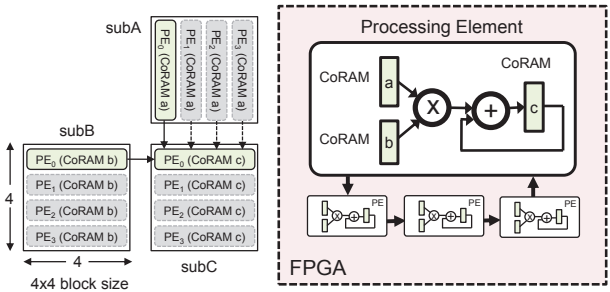 subA
PE0 (CoRAM a)
PE1 (CoRAM a)
PE2 (CoRAM a)
PE3 (CoRAM a)
subB
PE0 (CoRAM b)
PE1 (CoRAM b)
PE2 (CoRAM b)
PE3 (CoRAM b)
4
4
4x4 block size
PE0 (CoRAM c)
PE1 (CoRAM c)
PE2 (CoRAM c)
PE3 (CoRAM c)
subC
Processing Element
CoRAM
a
CoRAM
b
X
+
CoRAM
c
PE
X
+
PE
X
+
PE
X
+
FPGA